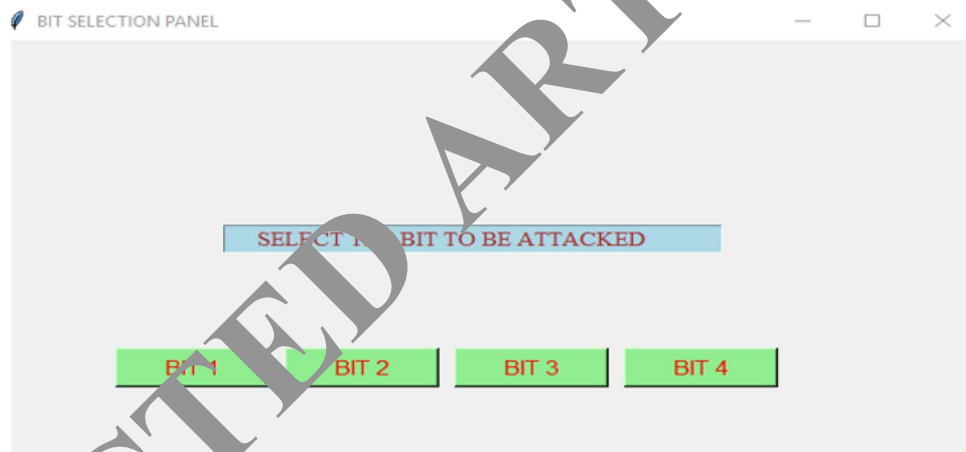 BIT SELECTION PANEL
SELECT BIT TO BE ATTACKED
BIT 1 BIT 2 BIT 3 BIT 4